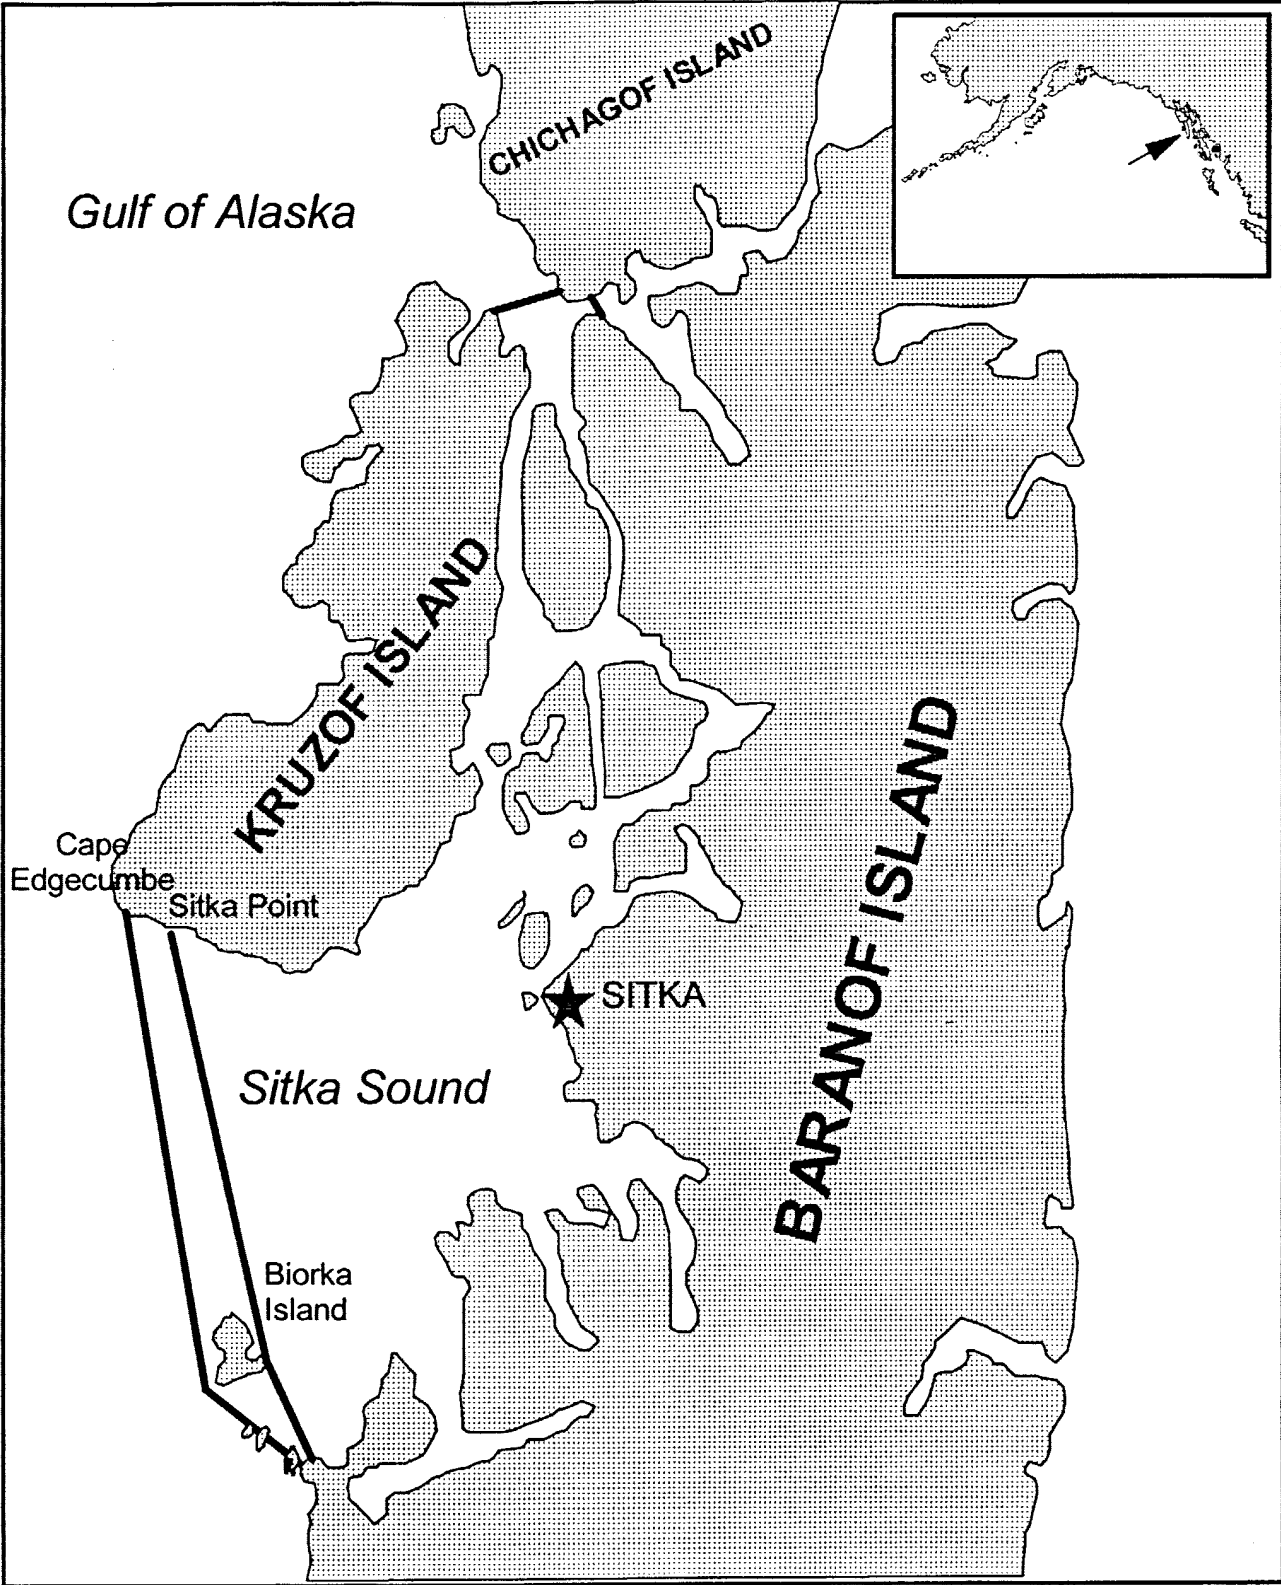 CHICHAGOF ISLAND
Gulf of Alaska
KRUZOF ISLAND
BARANOF ISLAND
Cape
Edgecumbe
Sitka Point
SITKA
Sitka Sound
Biorka
Island